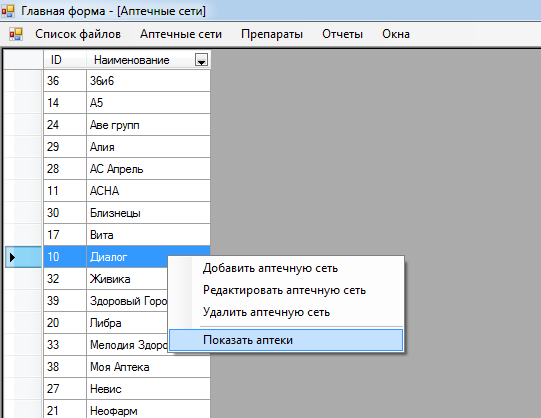 Главная форма - [Аптечные сети]
Список файлов Аптечные сети Препараты Отчеты Окна
ID Наименование
36 36и6
14 А5
24 Аве групп
29 Алия
28 АС Апрель
11 АСНА
30 Близнецы
17 Вита
10 Диалог
32 Живика
39 Здоровый Горо
20 Либра
33 Мелодия Здоро
38 Моя Аптека
27 Невис
21 Неофарм
Добавить аптечную сеть
Редактировать аптечную сеть
Удалить аптечную сеть
Показать аптеки